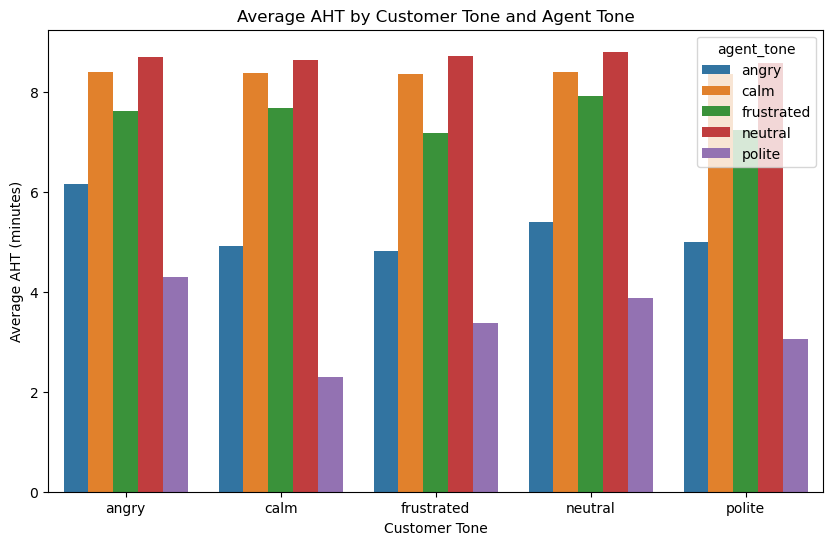 Average AHT by Customer Tone and Agent Tone
agent_tone
angry
calm
frustrated
neutral
polite
Average AHT (minutes)
8
6
4
2
0
angry
calm
frustrated
neutral
polite
Customer Tone